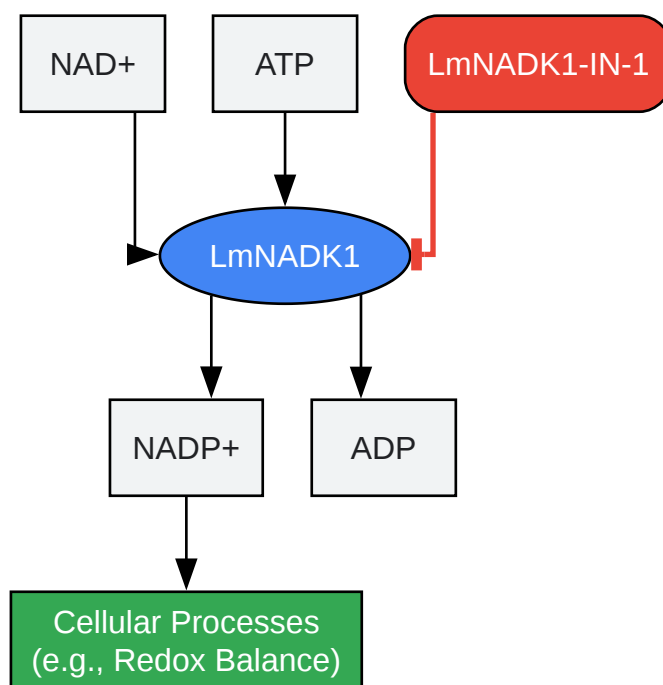 NAD+
ATP
LmNADK1-IN-1
LmNADK1
NADP+
ADP
Cellular Processes
(e.g., Redox Balance)